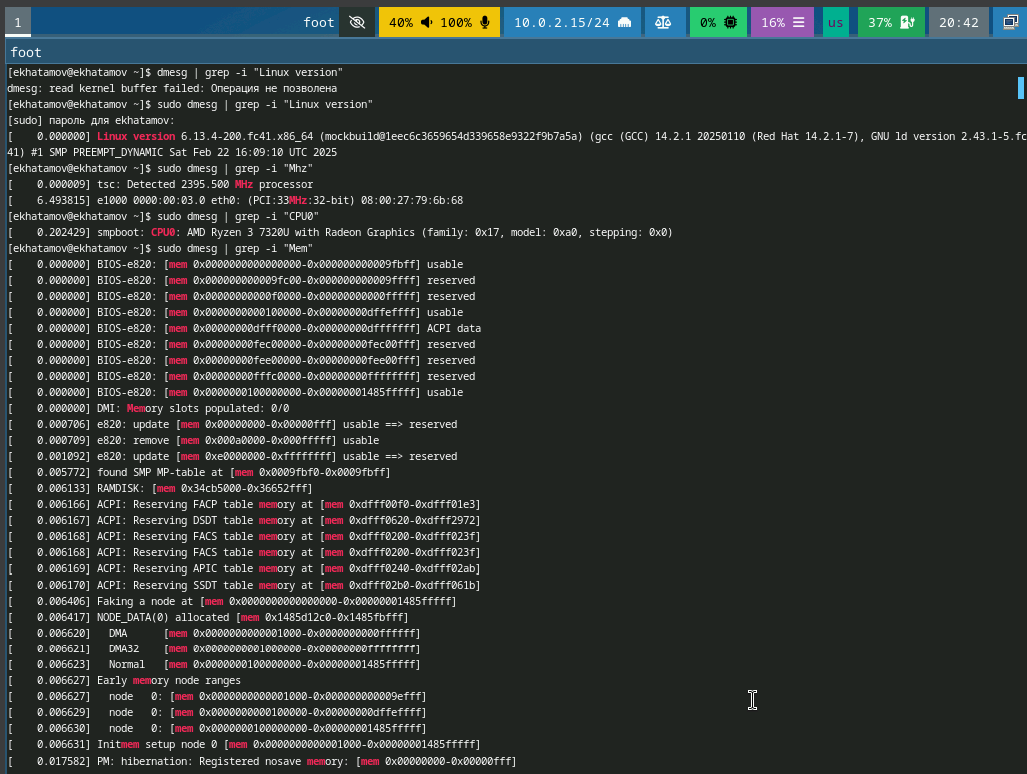 1 foot 40% 100% 10.0.2.15/24 0% 16% us 37% 20:42
foot
[ekhatamov@ekhatamov ~]$ dmesg | grep -i "Linux version"
dmesg: read kernel buffer failed: Операция не позволена
[ekhatamov@ekhatamov ~]$ sudo dmesg | grep -i "Linux version"
[sudo] пароль для ekhatamov:
[    0.000000] Linux version 6.13.4-200.fc41.x86_64 (mockbuild@1eec6c3659654d339658e9322f9b7a5a) (gcc (GCC) 14.2.1 20250110 (Red Hat 14.2.1-7), GNU ld version 2.43.1-5.fc
41) #1 SMP PREEMPT_DYNAMIC Sat Feb 22 16:09:10 UTC 2025
[ekhatamov@ekhatamov ~]$ sudo dmesg | grep -i "Mhz"
[    0.000009] tsc: Detected 2395.500 MHz processor
[    6.493815] e1000 0000:00:03.0 eth0: (PCI:33MHz:32-bit) 08:00:27:79:6b:68
[ekhatamov@ekhatamov ~]$ sudo dmesg | grep -i "CPU0"
[    0.202429] smpboot: CPU0: AMD Ryzen 3 7320U with Radeon Graphics (family: 0x17, model: 0xa0, stepping: 0x0)
[ekhatamov@ekhatamov ~]$ sudo dmesg | grep -i "Mem"
[    0.000000] BIOS-e820: [mem 0x0000000000000000-0x000000000009fbff] usable
[    0.000000] BIOS-e820: [mem 0x000000000009fc00-0x000000000009ffff] reserved
[    0.000000] BIOS-e820: [mem 0x00000000000f0000-0x00000000000fffff] reserved
[    0.000000] BIOS-e820: [mem 0x0000000000100000-0x00000000dffeffff] usable
[    0.000000] BIOS-e820: [mem 0x00000000dfff0000-0x00000000dfffffff] ACPI data
[    0.000000] BIOS-e820: [mem 0x00000000fec00000-0x00000000fec00fff] reserved
[    0.000000] BIOS-e820: [mem 0x00000000fee00000-0x00000000fee00fff] reserved
[    0.000000] BIOS-e820: [mem 0x00000000fffc0000-0x00000000ffffffff] reserved
[    0.000000] BIOS-e820: [mem 0x0000000100000000-0x00000001485fffff] usable
[    0.000000] DMI: Memory slots populated: 0/0
[    0.000706] e820: update [mem 0x00000000-0x00000fff] usable ==> reserved
[    0.000709] e820: remove [mem 0x000a0000-0x000fffff] usable
[    0.001092] e820: update [mem 0xe0000000-0xffffffff] usable ==> reserved
[    0.005772] found SMP MP-table at [mem 0x0009fbf0-0x0009fbff]
[    0.006133] RAMDISK: [mem 0x34cb5000-0x36652fff]
[    0.006166] ACPI: Reserving FACP table memory at [mem 0xdfff00f0-0xdfff01e3]
[    0.006167] ACPI: Reserving DSDT table memory at [mem 0xdfff0620-0xdfff2972]
[    0.006168] ACPI: Reserving FACS table memory at [mem 0xdfff0200-0xdfff023f]
[    0.006168] ACPI: Reserving FACS table memory at [mem 0xdfff0200-0xdfff023f]
[    0.006169] ACPI: Reserving APIC table memory at [mem 0xdfff0240-0xdfff02ab]
[    0.006170] ACPI: Reserving SSDT table memory at [mem 0xdfff02b0-0xdfff061b]
[    0.006406] Faking a node at [mem 0x0000000000000000-0x00000001485fffff]
[    0.006417] NODE_DATA(0) allocated [mem 0x1485d12c0-0x1485fbfff]
[    0.006620]   DMA      [mem 0x0000000000001000-0x0000000000ffffff]
[    0.006621]   DMA32    [mem 0x0000000001000000-0x00000000ffffffff]
[    0.006623]   Normal   [mem 0x0000000100000000-0x00000001485fffff]
[    0.006627] Early memory node ranges
[    0.006627]   node   0: [mem 0x0000000000001000-0x000000000009efff]
[    0.006629]   node   0: [mem 0x0000000000100000-0x00000000dffeffff]
[    0.006630]   node   0: [mem 0x0000000100000000-0x00000001485fffff]
[    0.006631] Initmem setup node 0 [mem 0x0000000000001000-0x00000001485fffff]
[    0.017582] PM: hibernation: Registered nosave memory: [mem 0x00000000-0x00000fff]